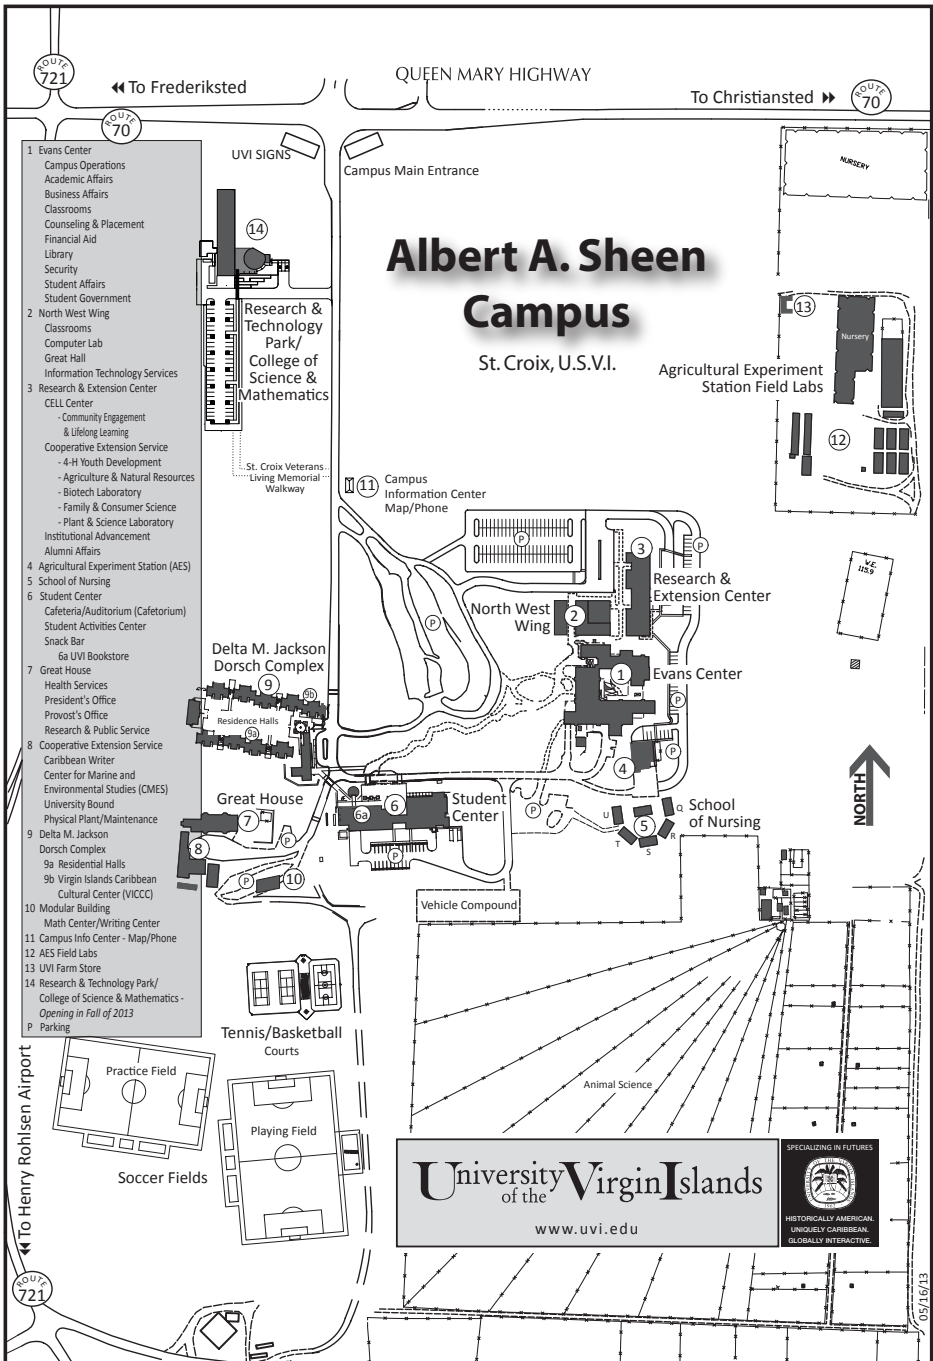 QUEEN MARY HIGHWAY
ROUTE
721
To Frederiksted
To Christiansted
ROUTE
70
ROUTE
70
UVI SIGNS
Campus Main Entrance
NURSERY
1 Evans Center
Campus Operations
Academic Affairs
Business Affairs
Classrooms
Counseling & Placement
Financial Aid
Library
Security
Student Affairs
Student Government
2 North West Wing
Classrooms
Computer Lab
Great Hall
Information Technology Services
3 Research & Extension Center
CELL Center
- Community Engagement
& Lifelong Learning
Cooperative Extension Service
- 4-H Youth Development
- Agriculture & Natural Resources
- Biotech Laboratory
- Family & Consumer Science
- Plant & Science Laboratory
Institutional Advancement
Alumni Affairs
4 Agricultural Experiment Station (AES)
5 School of Nursing
6 Student Center
Cafeteria/Auditorium (Cafetorium)
Student Activities Center
Snack Bar
6a UVI Bookstore
7 Great House
Health Services
President's Office
Provost's Office
Research & Public Service
8 Cooperative Extension Service
Caribbean Writer
Center for Marine and
Environmental Studies (CMES)
University Bound
Physical Plant/Maintenance
9 Delta M. Jackson
Dorsch Complex
9a Residential Halls
9b Virgin Islands Caribbean
Cultural Center (VICCC)
10 Modular Building
Math Center/Writing Center
11 Campus Info Center - Map/Phone
12 AES Field Labs
13 UVI Farm Store
14 Research & Technology Park/
College of Science & Mathematics -
Opening in Fall of 2013
P Parking
Albert A. Sheen
Campus
St. Croix, U.S.V.I.
14
Research &
Technology
Park/
College of
Science &
Mathematics
St. Croix Veterans
Living Memorial
Walkway
13
Nursery
Agricultural Experiment
Station Field Labs
12
11
Campus
Information Center
Map/Phone
P
P
3
Research &
Extension Center
W.E.
115.9
North West
Wing
2
P
Delta M. Jackson
Dorsch Complex
9
9b
Residence Halls
9a
1
Evans Center
P
P
4
NORTH
Great House
7
8
P
P
10
6a
6
Student
Center
P
P
U
T
S
R
Q
5
School
of Nursing
Vehicle Compound
Tennis/Basketball
Courts
Practice Field
Playing Field
Soccer Fields
Animal Science
To Henry Rohlsen Airport
ROUTE
721
University
of the
Virgin Islands
www.uvi.edu
SPECIALIZING IN FUTURES
HISTORICALLY AMERICAN.
UNIQUELY CARIBBEAN.
GLOBALLY INTERACTIVE.
05/16/13